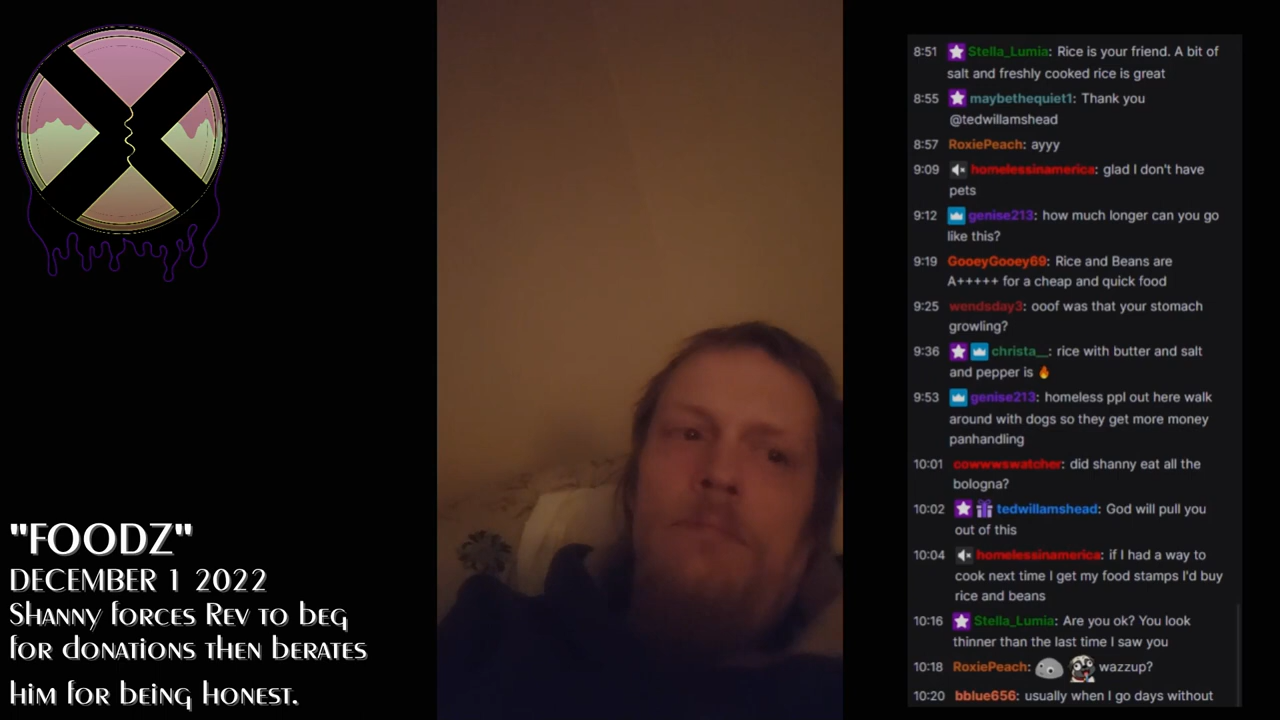 "FOODZ"
DECEMBER 1 2022
Shanny forces Rev to beg
for donations then berates
him for being honest.
8:51 Stella_Lumia: Rice is your friend. A bit of
salt and freshly cooked rice is great
8:55 maybethequiet1: Thank you
@tedwillamshead
8:57 RoxiePeach: ayyy
9:09 homelessinamerica: glad I don't have
pets
9:12 genise213: how much longer can you go
like this?
9:19 GooeyGooey69: Rice and Beans are
A+++++ for a cheap and quick food
9:25 wendsday3: ooof was that your stomach
growling?
9:36 christa__: rice with butter and salt
and pepper is 🔥
9:53 genise213: homeless ppl out here walk
around with dogs so they get more money
panhandling
10:01 cowwwswatcher: did shanny eat all the
bologna?
10:02 tedwillamshead: God will pull you
out of this
10:04 homelessinamerica: if I had a way to
cook next time I get my food stamps I'd buy
rice and beans
10:16 Stella_Lumia: Are you ok? You look
thinner than the last time I saw you
10:18 RoxiePeach: wazzup?
10:20 bblue656: usually when I go days without